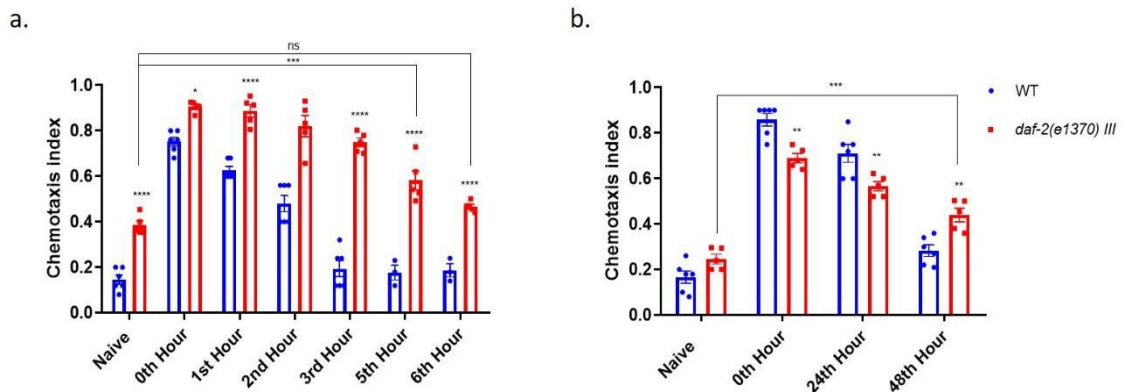 a.
ns
***
Chemotaxis index
1.0
0.8
0.6
0.4
0.2
0.0
****
*
****
****
****
****
Naive
0th Hour
1st Hour
2nd Hour
3rd Hour
5th Hour
6th Hour
b.
***
Chemotaxis index
1.0
0.8
0.6
0.4
0.2
0.0
**
**
**
Naive
0th Hour
24th Hour
48th Hour
WT
daf-2(e1370) III